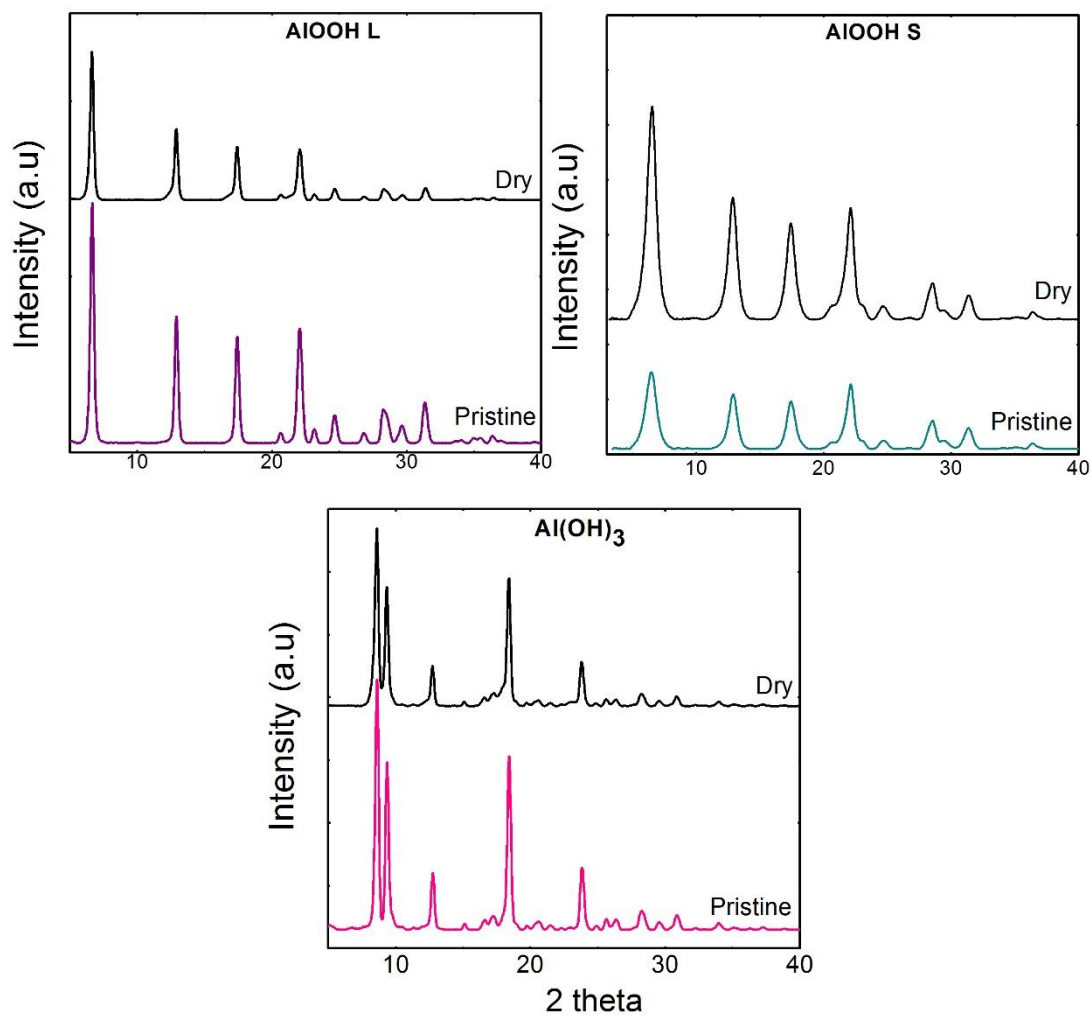 AlOOH L
Intensity (a.u)
Dry
Pristine
10 20 30 40
AlOOH S
Intensity (a.u)
Dry
Pristine
10 20 30 40
Al(OH)3
Intensity (a.u)
Dry
Pristine
10 20 30 40
2 theta